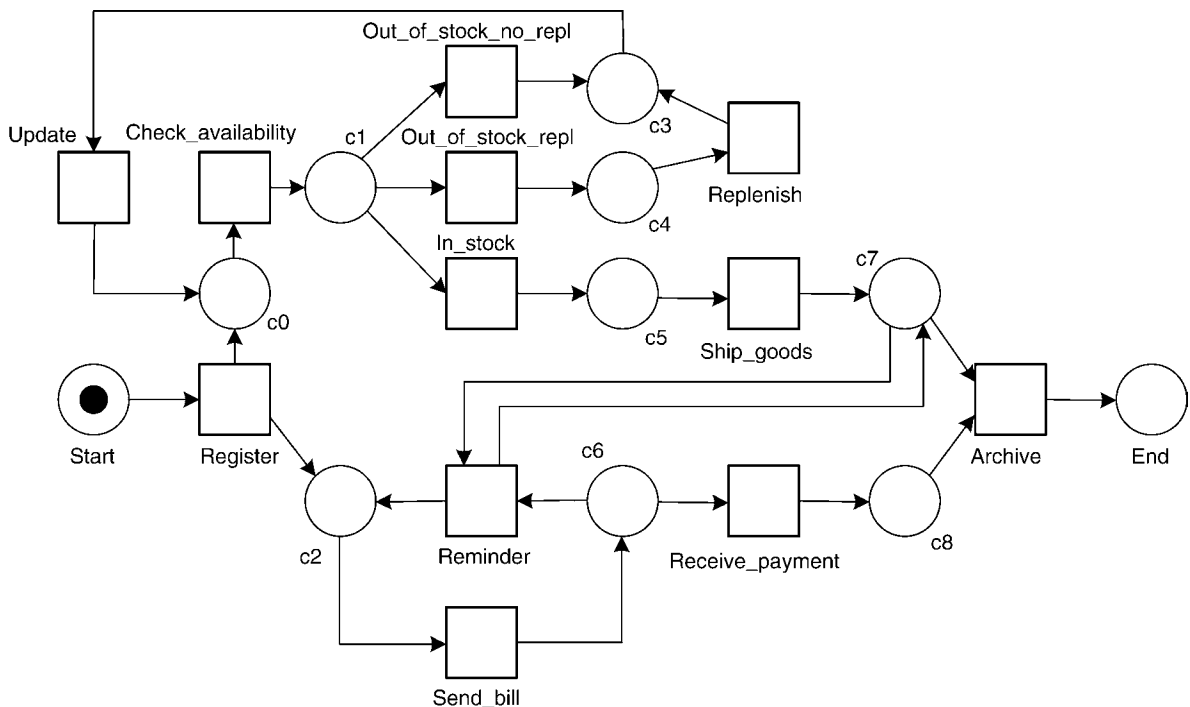 Out_of_stock_no_repl
Update
Check_availability
c1
Out_of_stock_repl
c3
Replenish
c4
In_stock
c0
c5
Ship_goods
c7
Start
Register
c6
Archive
End
c2
Reminder
Receive_payment
c8
Send_bill